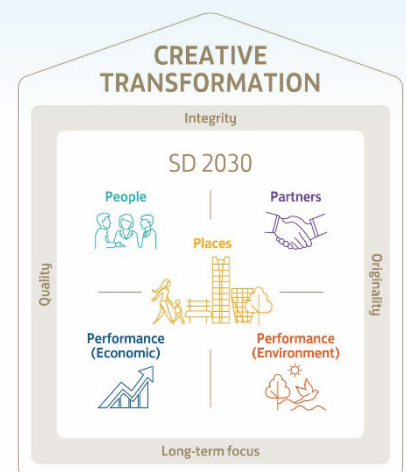 CREATIVE
TRANSFORMATION
Integrity
SD 2030
People
Partners
Places
Quality
Originality
Performance
(Economic)
Performance
(Environment)
Long-term focus